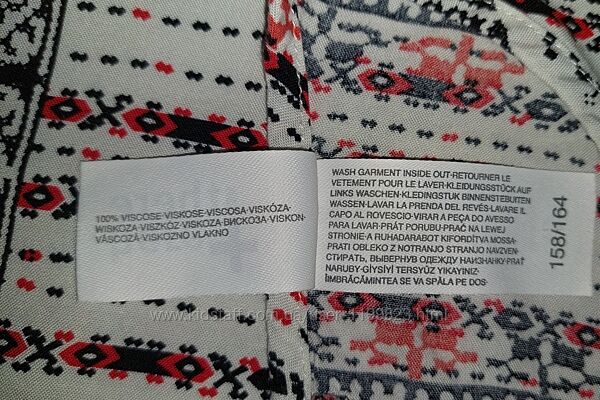 100% VISCOSE-VISKOSE-VISCOSA-VISKÓZA-
WISKOZA-VISZKÓZ-VISKOZA-ВИСКОЗА-VISKON-
VÂSCOZĂ-VISKOZNO VLAKNO
WASH GARMENT INSIDE OUT-RETOURNER LE
VETEMENT POUR LE LAVER-KLEIDUNGSSTÜCK AUF
LINKS WASCHEN-KLEDINGSTUK BINNENSTEBUITEN
WASSEN-LAVAR LA PRENDA DEL REVÉS-LAVARE IL
CAPO AL ROVESCIO-VIRAR A PEÇA DO AVESSO
PARA LAVAR-PRÁT PORUBU-PRAĆ NA LEWEJ
STRONIE-A RUHADARABOT KIFORDÍTVA MOSSA-
PRATI OBLEKO Z NOTRANJO STRANJO NAVZVEN-
СТИРАТЬ, ВЫВЕРНУВ ОДЕЖДУ НАИЗНАНКУ-PRAŤ
NARUBY-GİYSİYİ TERSYÜZ YIKAYINIZ-
ÎMBRĂCĂMINTEA SE VA SPĂLA PE DOS-
158/164